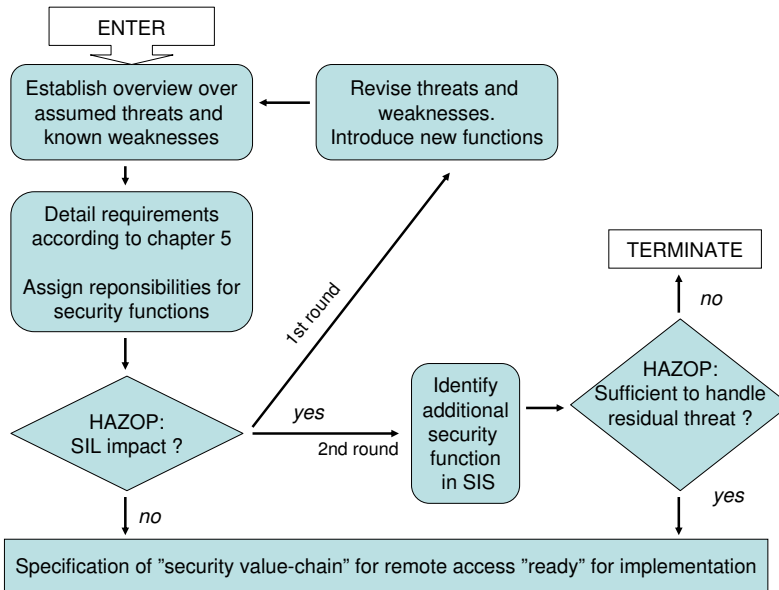 ENTER
Establish overview over
assumed threats and
known weaknesses
Revise threats and
weaknesses.
Introduce new functions
Detail requirements
according to chapter 5
Assign reponsibilities for
security functions
TERMINATE
no
1st round
HAZOP:
Sufficient to handle
residual threat ?
Identify
additional
security
function
in SIS
HAZOP:
SIL impact ?
yes
2nd round
no
yes
Specification of ”security value-chain” for remote access ”ready” for implementation